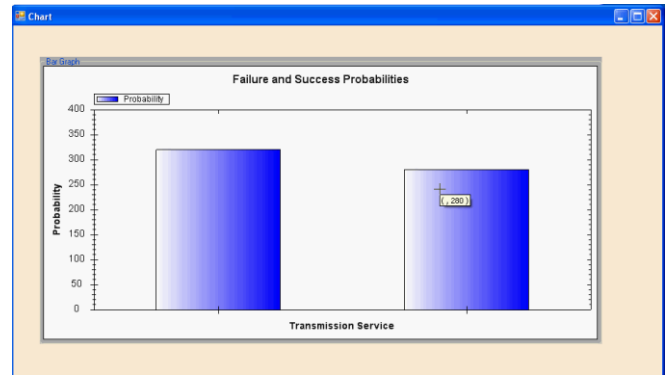 Chart
Bar Graph
Failure and Success Probabilities
Probability
400
350
300
250
200
150
100
50
0
Probability
( , 280 )
Transmission Service